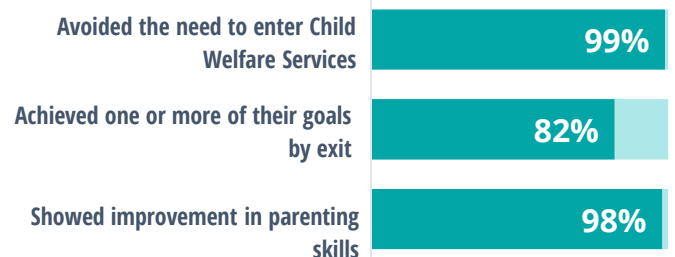 Avoided the need to enter Child
Welfare Services
99%
Achieved one or more of their goals
by exit
82%
Showed improvement in parenting
skills
98%